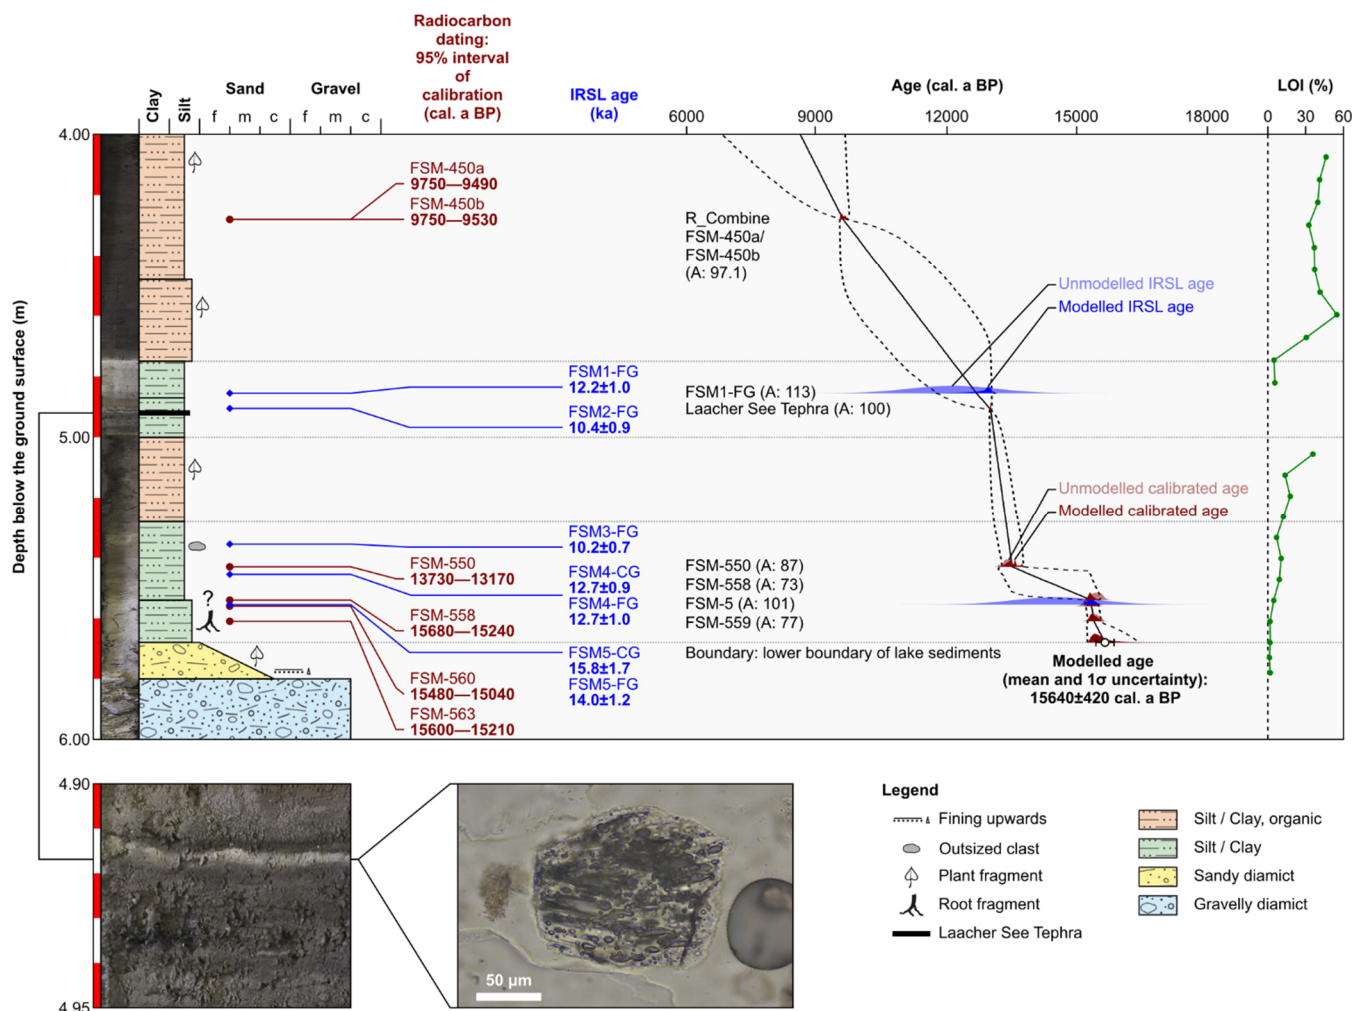 Radiocarbon
dating:
95% interval
of
calibration
(cal. a BP)
IRSL age
(ka)
Age (cal. a BP)
LOI (%)
Clay
Silt
Sand
Gravel
f m c f m c
6000 9000 12000 15000 18000 0 30 60
Depth below the ground surface (m)
4.00
5.00
6.00
FSM-450a
9750—9490
FSM-450b
9750—9530
R_Combine
FSM-450a/
FSM-450b
(A: 97.1)
Unmodelled IRSL age
Modelled IRSL age
FSM1-FG
12.2±1.0
FSM2-FG
10.4±0.9
FSM1-FG (A: 113)
Laacher See Tephra (A: 100)
Unmodelled calibrated age
Modelled calibrated age
FSM3-FG
10.2±0.7
FSM-550
13730—13170
FSM4-CG
12.7±0.9
FSM4-FG
12.7±1.0
?
FSM-558
15680—15240
FSM5-CG
15.8±1.7
FSM5-FG
14.0±1.2
FSM-560
15480—15040
FSM-563
15600—15210
FSM-550 (A: 87)
FSM-558 (A: 73)
FSM-5 (A: 101)
FSM-559 (A: 77)
Boundary: lower boundary of lake sediments
Modelled age
(mean and 1σ uncertainty):
15640±420 cal. a BP
4.90
4.95
50 µm
Legend
Fining upwards
Outsized clast
Plant fragment
Root fragment
Laacher See Tephra
Silt / Clay, organic
Silt / Clay
Sandy diamict
Gravelly diamict